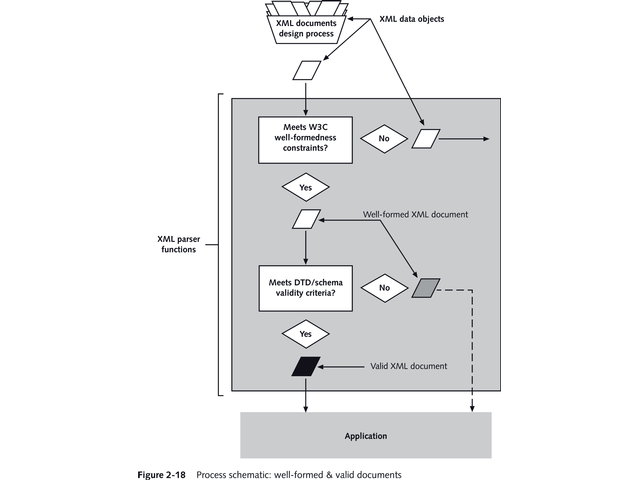 XML documents
design process
XML data objects
Meets W3C
well-formedness
constraints?
No
Yes
Well-formed XML document
XML parser
functions
Meets DTD/schema
validity criteria?
No
Yes
Valid XML document
Application
Figure 2-18 Process schematic: well-formed & valid documents